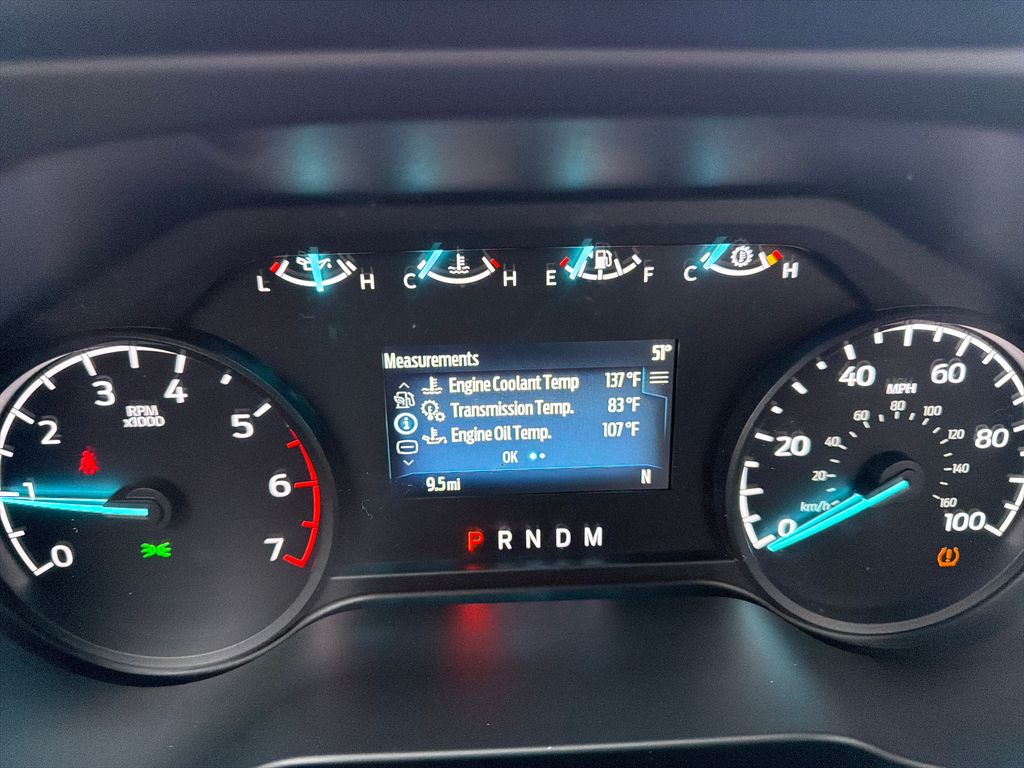 L H C H E F C H
Measurements 51°
Engine Coolant Temp 137 °F
Transmission Temp. 83 °F
Engine Oil Temp. 107 °F
OK
9.5 mi N
P R N D M
0 1 2 3 4 5 6 7
RPM
x1000
0 20 40 60 80 100
MPH
20 40 60 80 100 120 140 160
km/h